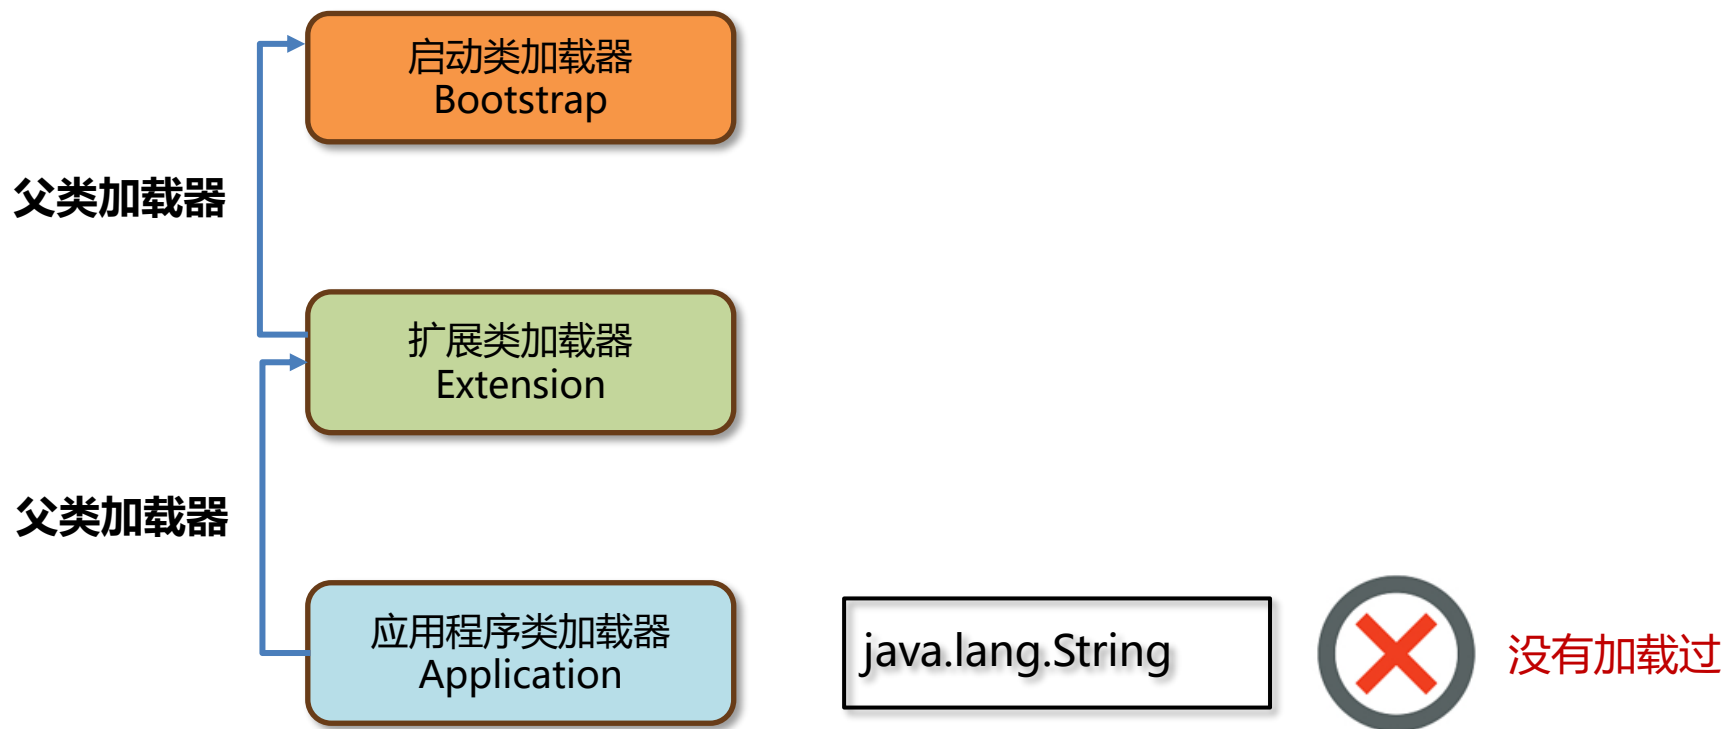 启动类加载器
Bootstrap
父类加载器
扩展类加载器
Extension
父类加载器
应用程序类加载器
Application
java.lang.String
没有加载过